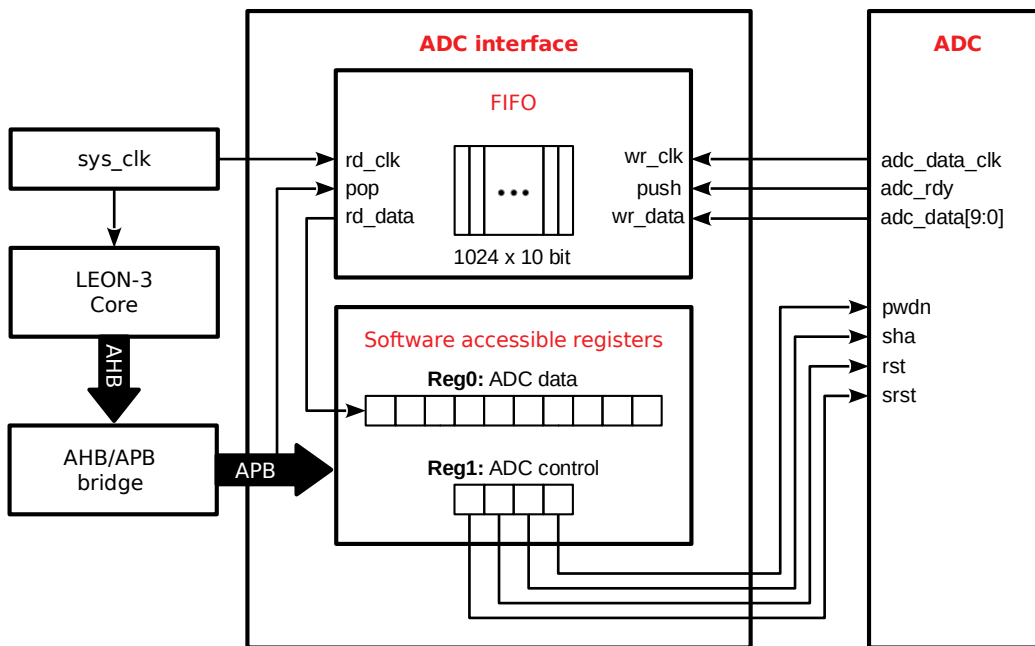 ADC interface
ADC
FIFO
sys_clk
rd_clk
wr_clk
adc_data_clk
pop
push
adc_rdy
rd_data
wr_data
adc_data[9:0]
1024 x 10 bit
LEON-3
Core
AHB
pwdn
sha
rst
srst
Software accessible registers
Reg0: ADC data
AHB/APB
bridge
APB
Reg1: ADC control